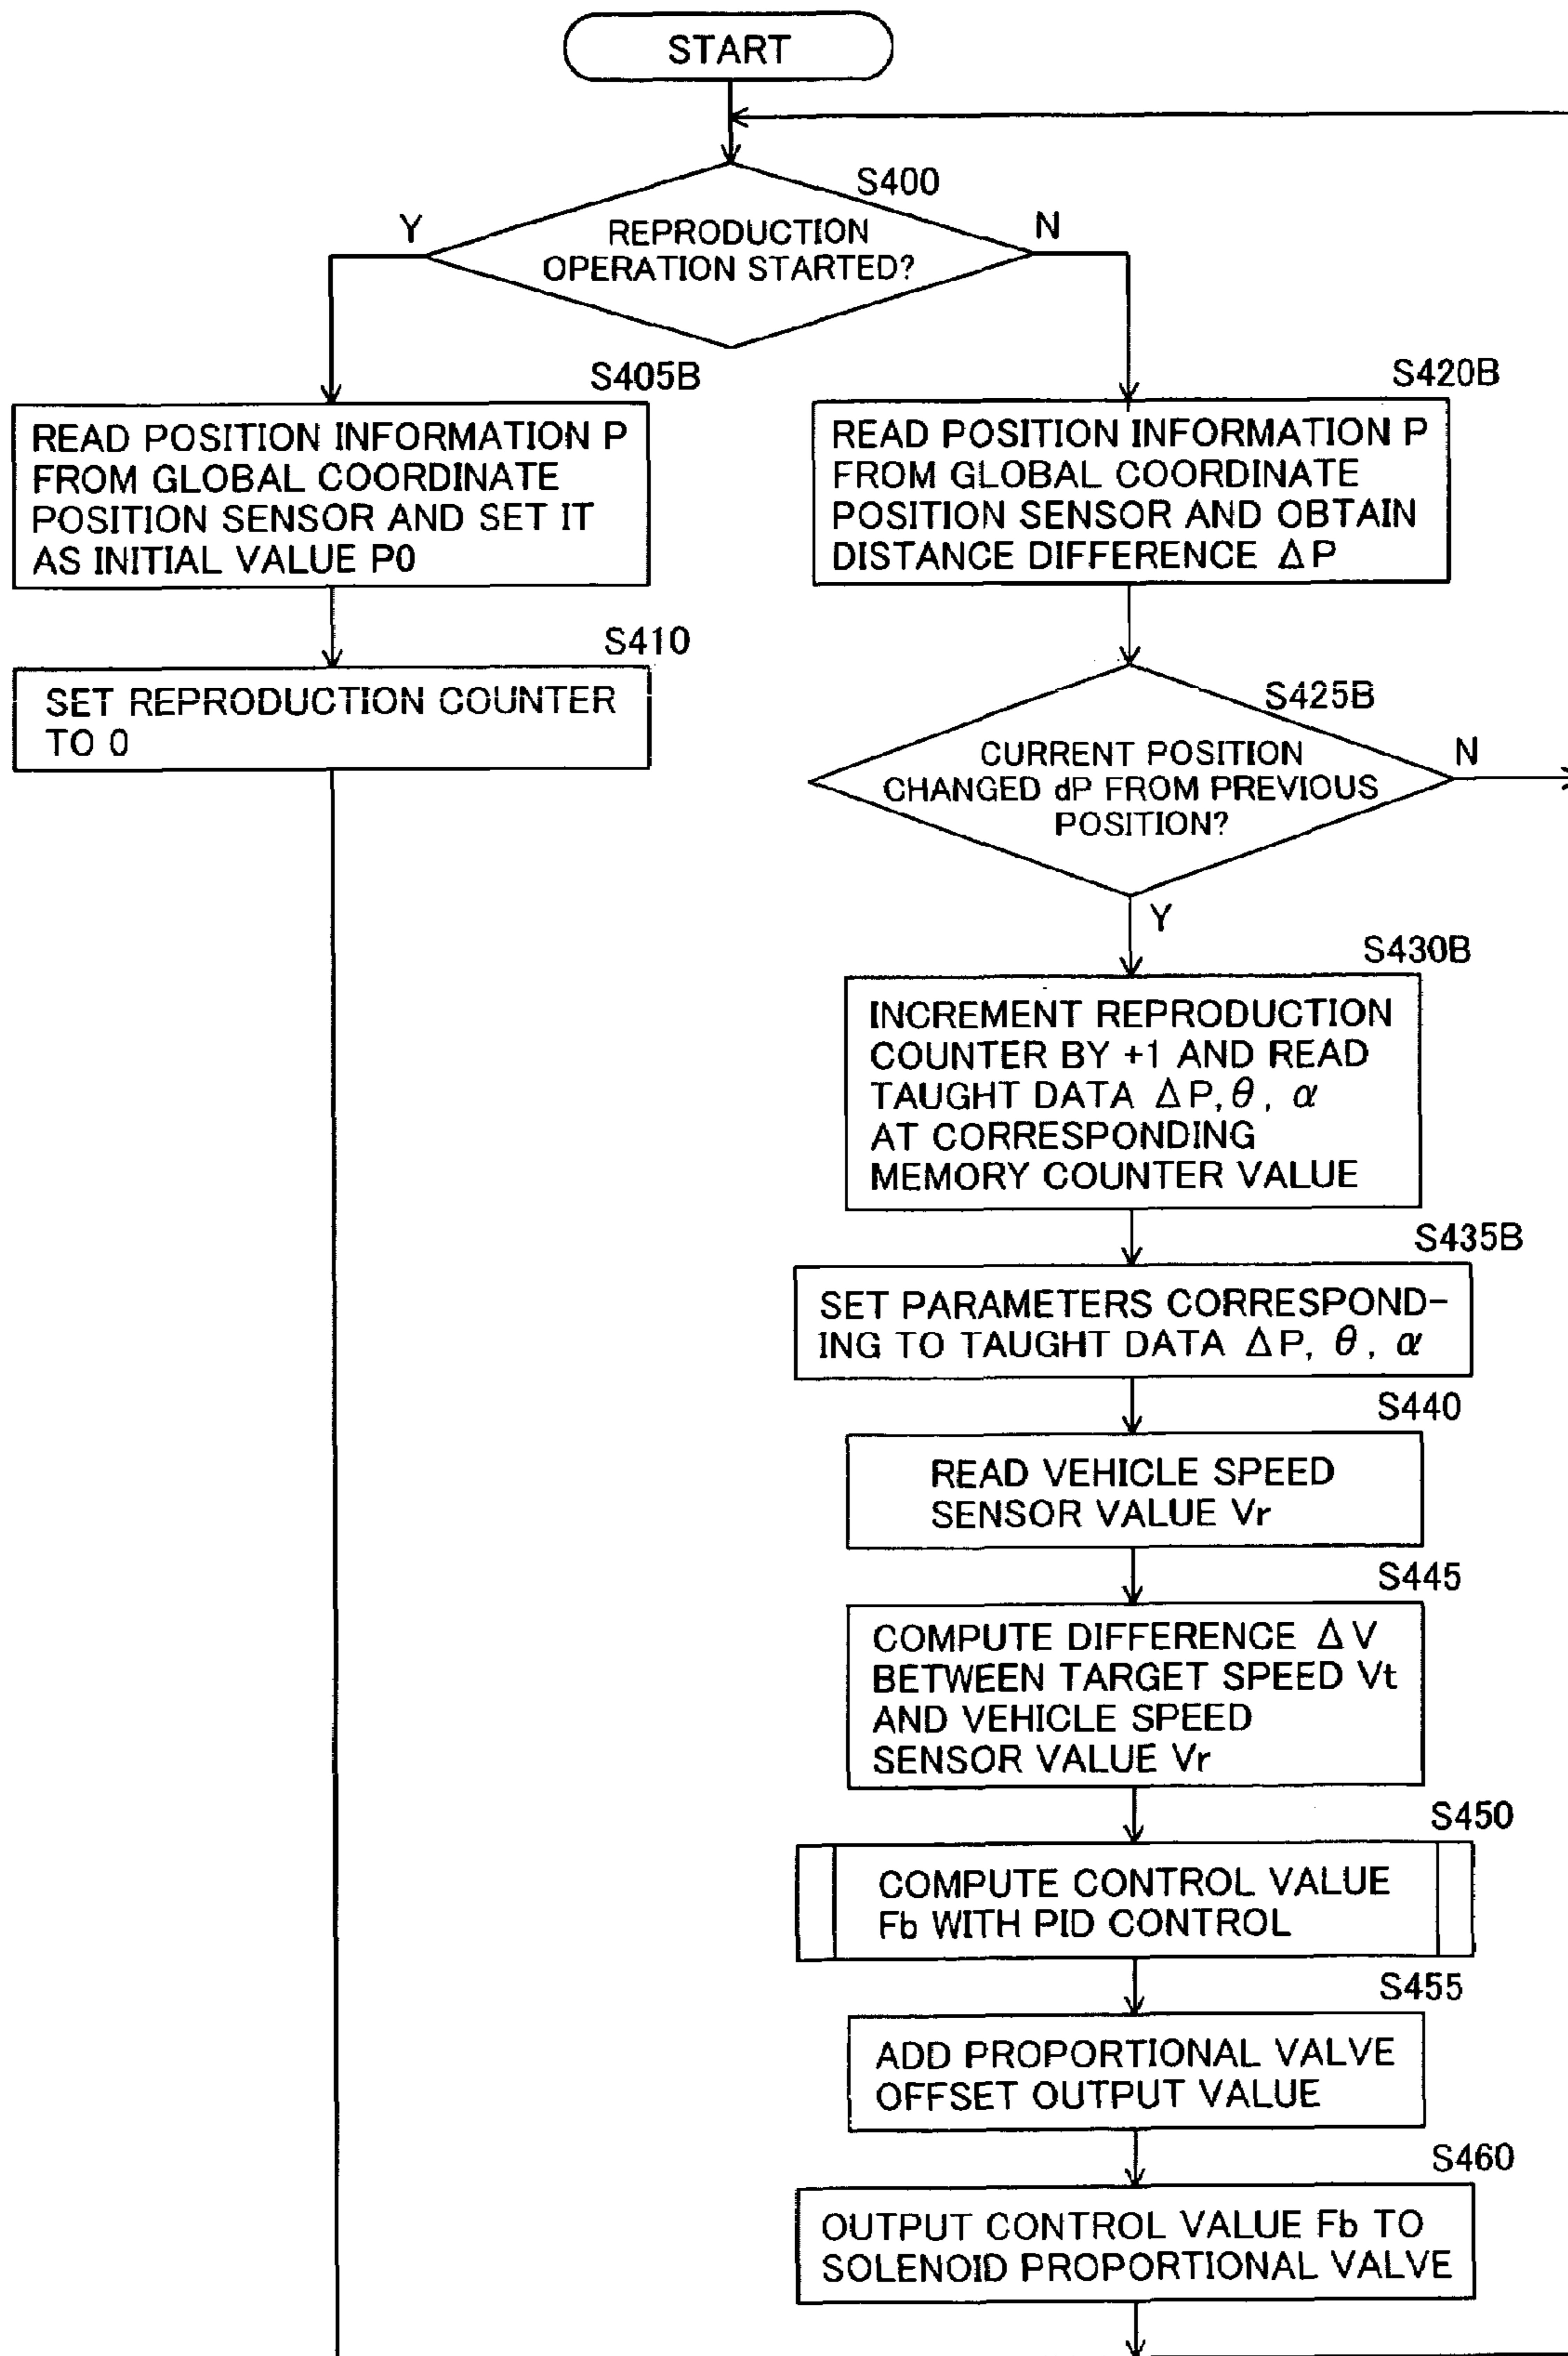 START
S400
Y
N
REPRODUCTION
OPERATION STARTED?
S405B
READ POSITION INFORMATION P
FROM GLOBAL COORDINATE
POSITION SENSOR AND SET IT
AS INITIAL VALUE P0
S410
SET REPRODUCTION COUNTER
TO 0
S420B
READ POSITION INFORMATION P
FROM GLOBAL COORDINATE
POSITION SENSOR AND OBTAIN
DISTANCE DIFFERENCE ΔP
S425B
CURRENT POSITION
CHANGED dP FROM PREVIOUS
POSITION?
N
Y
S430B
INCREMENT REPRODUCTION
COUNTER BY +1 AND READ
TAUGHT DATA ΔP, θ, α
AT CORRESPONDING
MEMORY COUNTER VALUE
S435B
SET PARAMETERS CORRESPOND-
ING TO TAUGHT DATA ΔP, θ, α
S440
READ VEHICLE SPEED
SENSOR VALUE Vr
S445
COMPUTE DIFFERENCE ΔV
BETWEEN TARGET SPEED Vt
AND VEHICLE SPEED
SENSOR VALUE Vr
S450
COMPUTE CONTROL VALUE
Fb WITH PID CONTROL
S455
ADD PROPORTIONAL VALVE
OFFSET OUTPUT VALUE
S460
OUTPUT CONTROL VALUE Fb TO
SOLENOID PROPORTIONAL VALVE